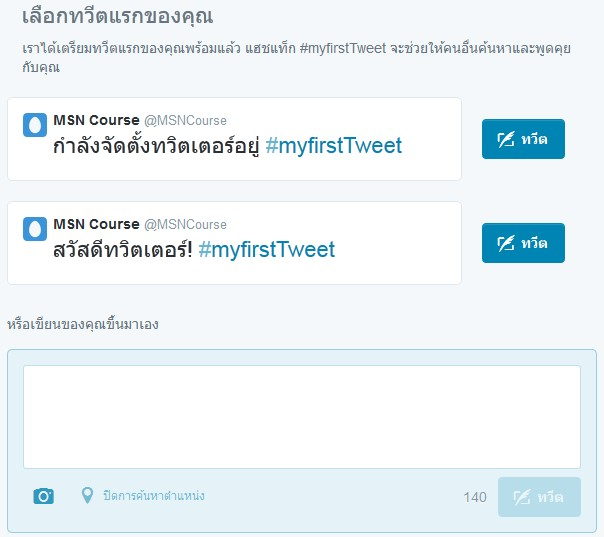 เลือกทวีตแรกของคุณ
เราได้เตรียมทวีตแรกของคุณพร้อมแล้ว แฮชแท็ก #myfirstTweet จะช่วยให้คนอื่นค้นหาและพูดคุย
กับคุณ
MSN Course @MSNCourse
กำลังจัดตั้งทวิตเตอร์อยู่ #myfirstTweet
ทวีต
MSN Course @MSNCourse
สวัสดีทวิตเตอร์! #myfirstTweet
ทวีต
หรือเขียนของคุณขึ้นมาเอง
ปิดการค้นหาตำแหน่ง
140
ทวีต